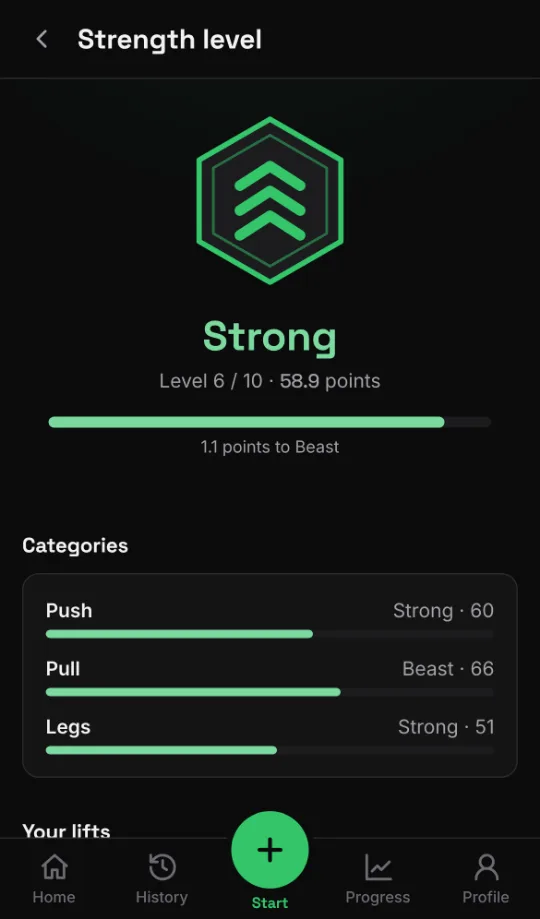 Strength level
Strong
Level 6 / 10 · 58.9 points
1.1 points to Beast
Categories
Push Strong · 60
Pull Beast · 66
Legs Strong · 51
Your lifts
Home History Start Progress Profile